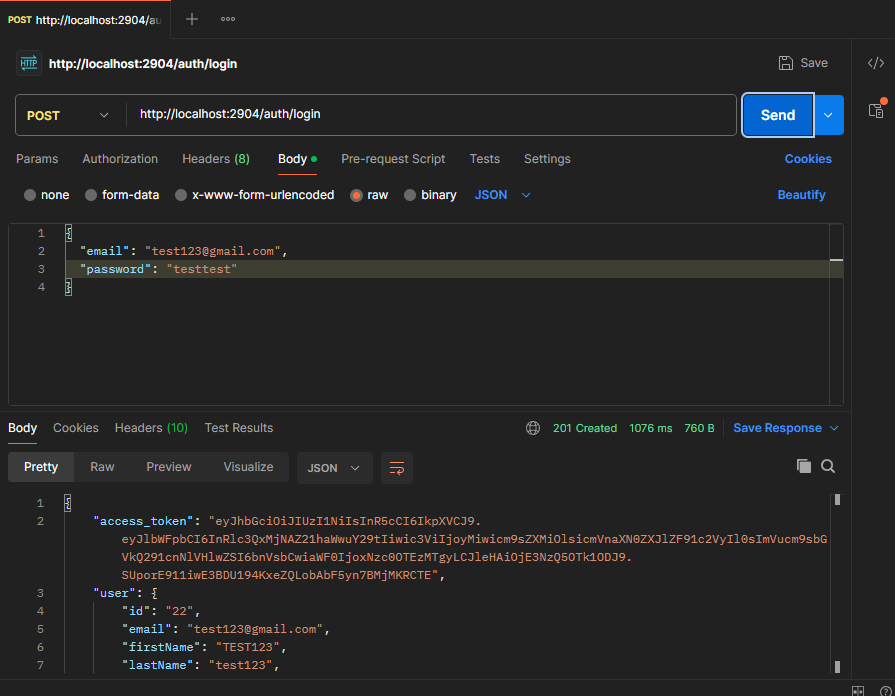 POST http://localhost:2904/au
HTTP http://localhost:2904/auth/login Save
POST http://localhost:2904/auth/login Send
Params Authorization Headers (8) Body Pre-request Script Tests Settings Cookies
none form-data x-www-form-urlencoded raw binary JSON Beautify
1 {
2 "email": "test123@gmail.com",
3 "password": "testtest"
4 }
Body Cookies Headers (10) Test Results 201 Created 1076 ms 760 B Save Response
Pretty Raw Preview Visualize JSON
1 {
2 "access_token": "eyJhbGciOiJIUzI1NiIsInR5cCI6IkpXVCJ9.
eyJlbWFpbCI6InRlc3QxMjNAZ21haWwuY29tIiwic3ViIjoyMiwicm9sZXMiOlsicmVnaXN0ZXJlZF91c2VyIl0sImVucm9sbG
VkQ291cnNlVHlwZSI6bnVsbCwiaWF0IjoxNzc0OTEzMTgyLCJleHAiOjE3NzQ5OTk1ODJ9.
SUporE911iwE3BDU194KxeZQLobAbF5yn7BMjMKRCTE",
3 "user": {
4 "id": "22",
5 "email": "test123@gmail.com",
6 "firstName": "TEST123",
7 "lastName": "test123",